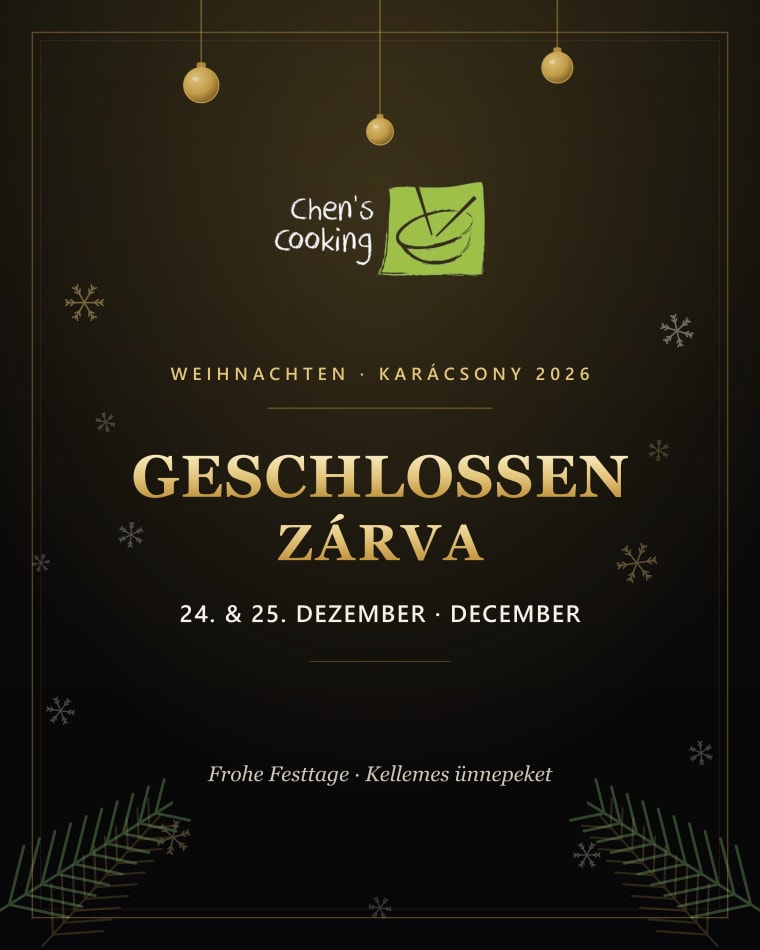 Chen's
Cooking
WEIHNACHTEN · KARÁCSONY 2026
GESCHLOSSEN
ZÁRVA
24. & 25. DEZEMBER · DECEMBER
Frohe Festtage · Kellemes ünnepeket